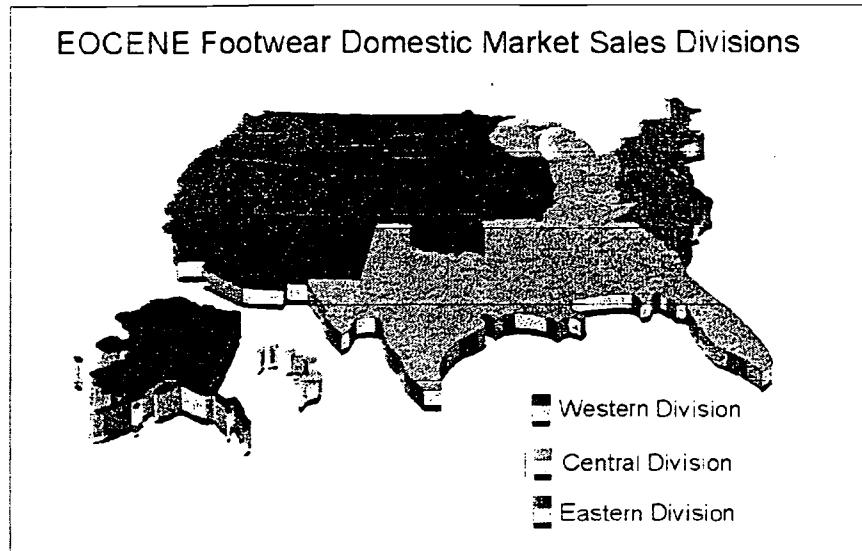 EOCENE Footwear Domestic Market Sales Divisions
Western Division
Central Division
Eastern Division